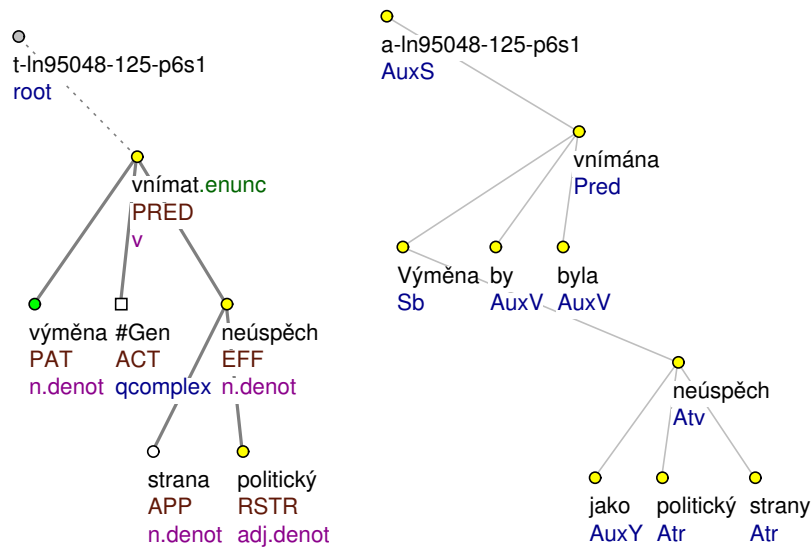 t-ln95048-125-p6s1
root
vnímat.enunc
PRED
v
výměna #Gen neúspěch
PAT ACT EFF
n.denot qcomplex n.denot
strana politický
APP RSTR
n.denot adj.denot
a-ln95048-125-p6s1
AuxS
vnímána
Pred
Výměna by byla
Sb AuxV AuxV
neúspěch
Atv
jako politický strany
AuxY Atr Atr